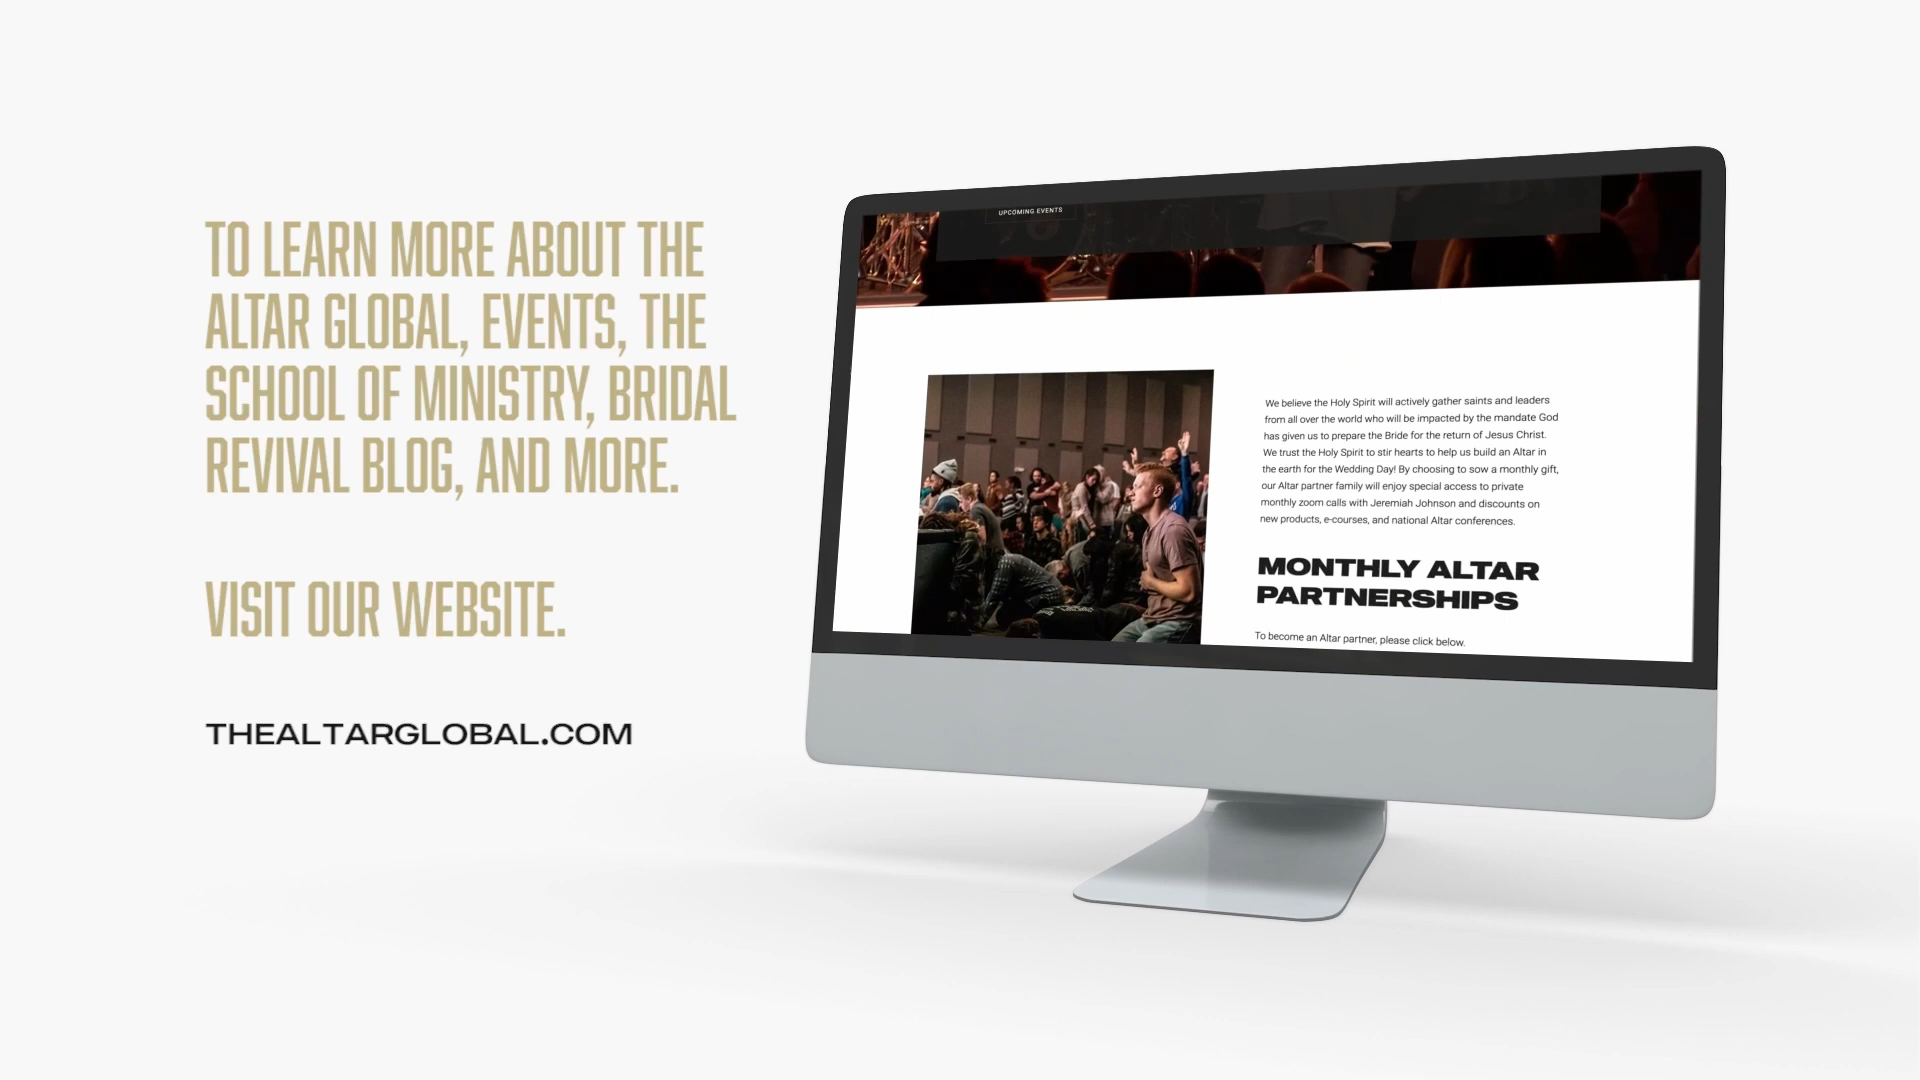 TO LEARN MORE ABOUT THE
ALTAR GLOBAL, EVENTS, THE
SCHOOL OF MINISTRY, BRIDAL
REVIVAL BLOG, AND MORE.
VISIT OUR WEBSITE.
THEALTARGLOBAL.COM
UPCOMING EVENTS
We believe the Holy Spirit will actively gather saints and leaders
from all over the world who will be impacted by the mandate God
has given us to prepare the Bride for the return of Jesus Christ.
We trust the Holy Spirit to stir hearts to help us build an Altar in
the earth for the Wedding Day! By choosing to sow a monthly gift,
our Altar partner family will enjoy special access to private
monthly zoom calls with Jeremiah Johnson and discounts on
new products, e-courses, and national Altar conferences.
MONTHLY ALTAR
PARTNERSHIPS
To become an Altar partner, please click below.